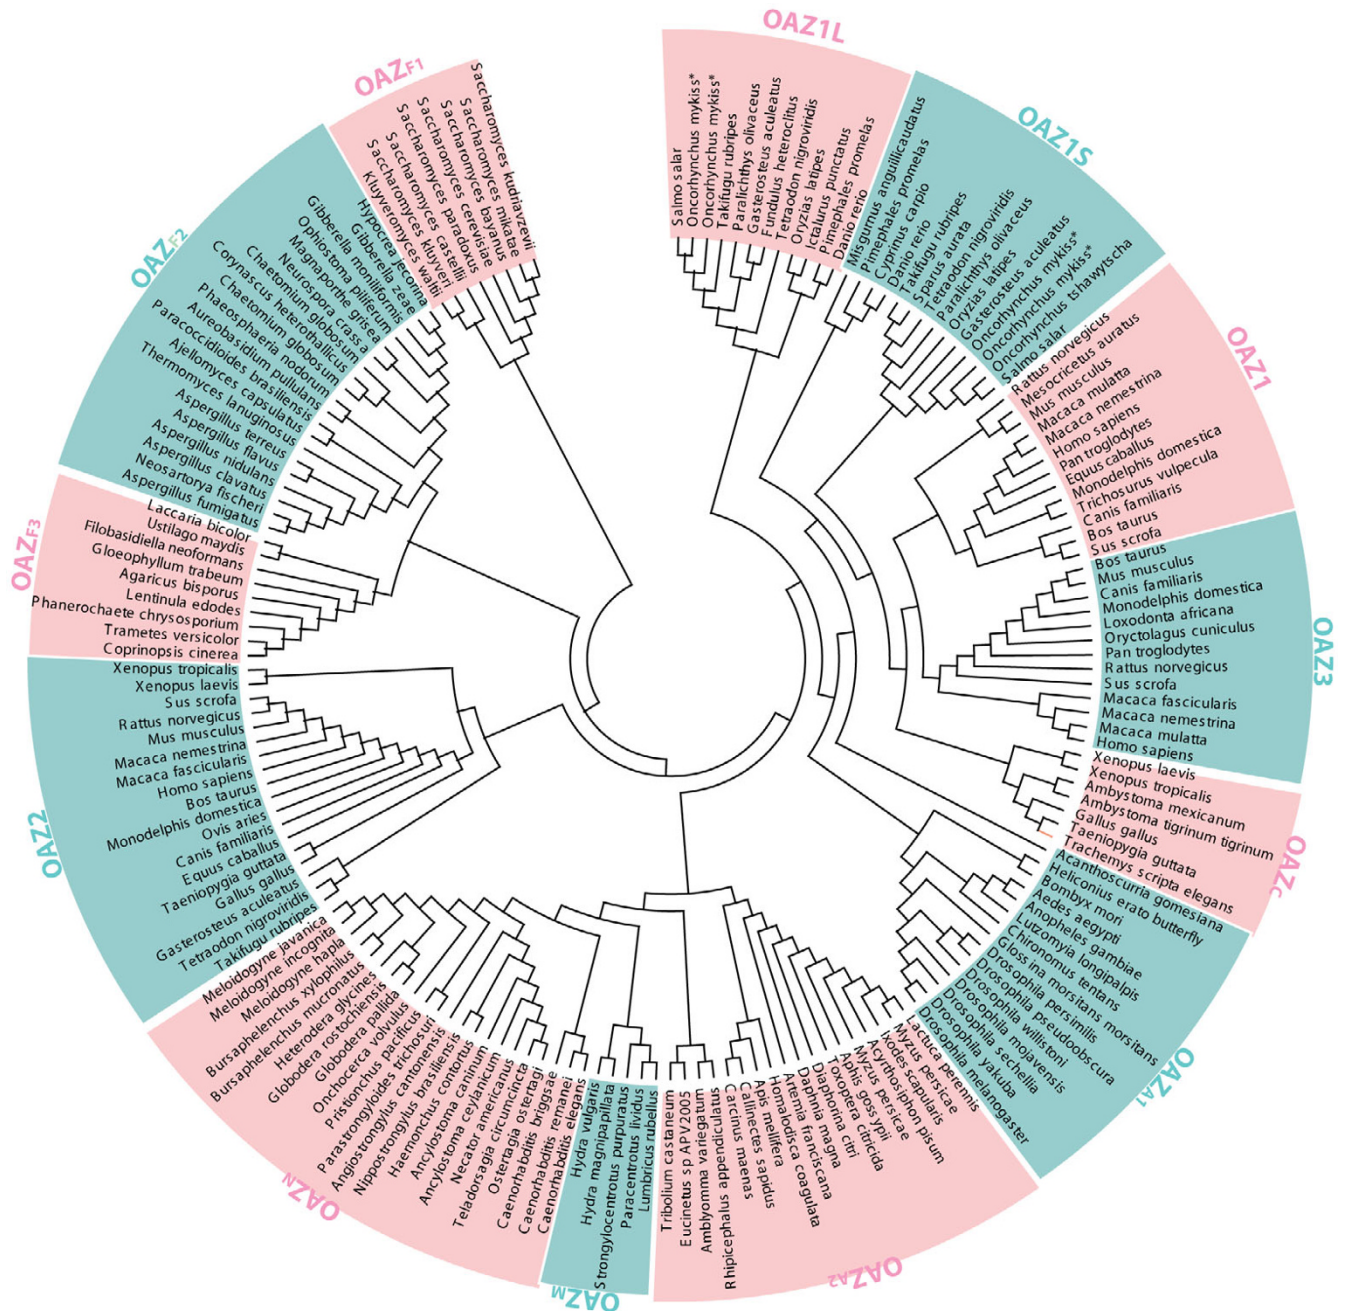 OAZ1L
Salmo salar
Oncorhynchus mykiss*
Oncorhynchus mykiss*
Takifugu rubripes
Paralichthys olivaceus
Gasterosteus aculeatus
Fundulus heteroclitus
Tetraodon nigroviridis
Oryzias latipes
Ictalurus punctatus
Pimephales promelas
Danio rerio
OAZ1S
Misgurnus anguillicaudatus
Pimephales promelas
Cyprinus carpio
Danio rerio
Takifugu rubripes
Sparus aurata
Tetraodon nigroviridis
Paralichthys olivaceus
Oryzias latipes
Gasterosteus aculeatus
Oncorhynchus mykiss*
Oncorhynchus mykiss*
Oncorhynchus tshawytscha
Salmo salar
OAZ1
Rattus norvegicus
Mesocricetus auratus
Mus musculus
Macaca mulatta
Macaca nemestrina
Homo sapiens
Pan troglodytes
Equus caballus
Monodelphis domestica
Trichosurus vulpecula
Canis familiaris
Bos taurus
Sus scrofa
OAZ3
Bos taurus
Mus musculus
Canis familiaris
Monodelphis domestica
Loxodonta africana
Oryctolagus cuniculus
Pan troglodytes
Rattus norvegicus
Sus scrofa
Macaca fascicularis
Macaca nemestrina
Macaca mulatta
Homo sapiens
OAZC
Xenopus laevis
Xenopus tropicalis
Ambystoma mexicanum
Ambystoma tigrinum tigrinum
Gallus gallus
Taeniopygia guttata
Trachemys scripta elegans
OAZA1
Acanthoscurria gomesiana
Heliconius erato butterfly
Bombyx mori
Aedes aegypti
Anopheles gambiae
Lutzomyia longipalpis
Chironomus tentans
Glossina morsitans morsitans
Drosophila persimilis
Drosophila pseudoobscura
Drosophila willistoni
Drosophila mojavensis
Drosophila sechellia
Drosophila yakuba
Drosophila melanogaster
OAZA2
Lactuca perennis
Myzus persicae
Ixodes scapularis
Acyrthosiphon pisum
Myzus persicae
Aphis gossypii
Toxoptera citricida
Diaphorina citri
Daphnia magna
Artemia franciscana
Homalodisca coagulata
Apis mellifera
Callinectes sapidus
Carcinus maenas
Rhipicephalus appendiculatus
Amblyomma variegatum
Eucinetus sp APV2005
Tribolium castaneum
OAZM
Lumbricus rubellus
Paracentrotus lividus
Strongylocentrotus purpuratus
Hydra magnipapillata
Hydra vulgaris
OAZN
Caenorhabditis elegans
Caenorhabditis remanei
Caenorhabditis briggsae
Ostertagia ostertagi
Teladorsagia circumcincta
Necator americanus
Ancylostoma ceylanicum
Ancylostoma caninum
Haemonchus contortus
Nippostrongylus brasiliensis
Angiostrongylus cantonensis
Parastrongyloides trichosuri
Pristionchus pacificus
Onchocerca volvulus
Globodera pallida
Globodera rostochiensis
Heterodera glycines
Bursaphelenchus mucronatus
Bursaphelenchus xylophilus
Meloidogyne hapla
Meloidogyne incognita
Meloidogyne javanica
OAZ2
Takifugu rubripes
Tetraodon nigroviridis
Gasterosteus aculeatus
Gallus gallus
Taeniopygia guttata
Equus caballus
Canis familiaris
Ovis aries
Monodelphis domestica
Bos taurus
Homo sapiens
Macaca fascicularis
Macaca nemestrina
Mus musculus
Rattus norvegicus
Sus scrofa
Xenopus laevis
Xenopus tropicalis
OAZF3
Coprinopsis cinerea
Trametes versicolor
Phanerochaete chrysosporium
Lentinula edodes
Agaricus bisporus
Gloeophyllum trabeum
Filobasidiella neoformans
Ustilago maydis
Laccaria bicolor
OAZF2
Aspergillus fumigatus
Neosartorya fischeri
Aspergillus clavatus
Aspergillus nidulans
Aspergillus flavus
Aspergillus terreus
Thermomyces lanuginosus
Ajellomyces capsulatus
Paracoccidioides brasiliensis
Aureobasidium pullulans
Phaeosphaeria nodorum
Chaetomium globosum
Corynascus heterothallicus
Chaetomium globosum
Neurospora crassa
Magnaporthe grisea
Ophiostoma piliferum
Gibberella moniliformis
Gibberella zeae
Hypocrea jecorina
OAZF1
Kluyveromyces waltii
Saccharomyces kluyveri
Saccharomyces castellii
Saccharomyces paradoxus
Saccharomyces cerevisiae
Saccharomyces bayanus
Saccharomyces mikatae
Saccharomyces kudriavzevii